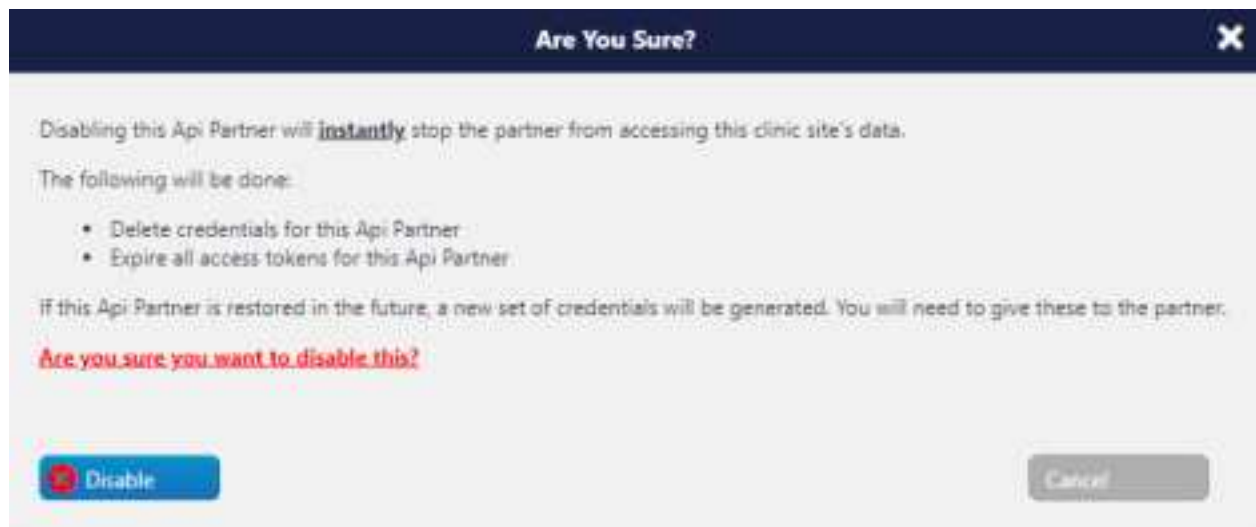 Are You Sure?
Disabling this Api Partner will instantly stop the partner from accessing this clinic site's data.
The following will be done:
• Delete credentials for this Api Partner
• Expire all access tokens for this Api Partner
If this Api Partner is restored in the future, a new set of credentials will be generated. You will need to give these to the partner.
Are you sure you want to disable this?
Disable
Cancel